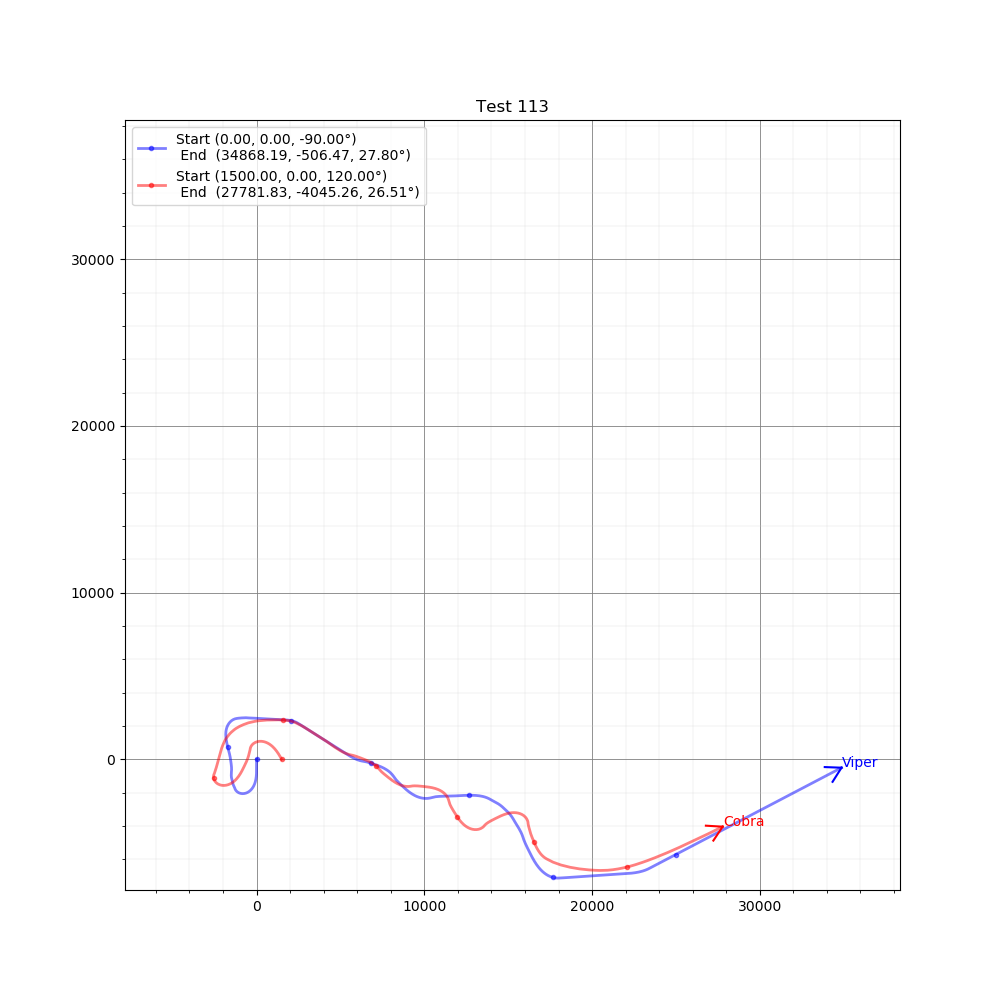 Test 113
Start (0.00, 0.00, -90.00°)
End (34868.19, -506.47, 27.80°)
Start (1500.00, 0.00, 120.00°)
End (27781.83, -4045.26, 26.51°)
30000
20000
10000
0
Viper
Cobra
0
10000
20000
30000